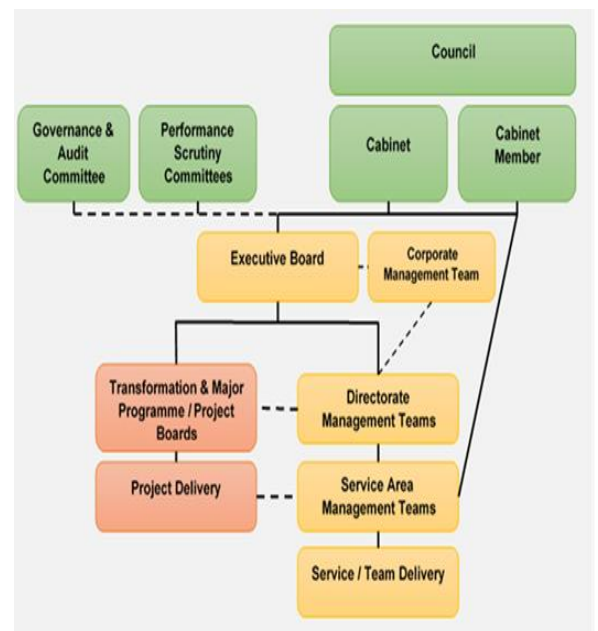 Council
Governance &
Audit
Committee
Performance
Scrutiny
Committees
Cabinet
Cabinet
Member
Executive Board
Corporate
Management Team
Transformation & Major
Programme / Project
Boards
Directorate
Management Teams
Project Delivery
Service Area
Management Teams
Service / Team Delivery